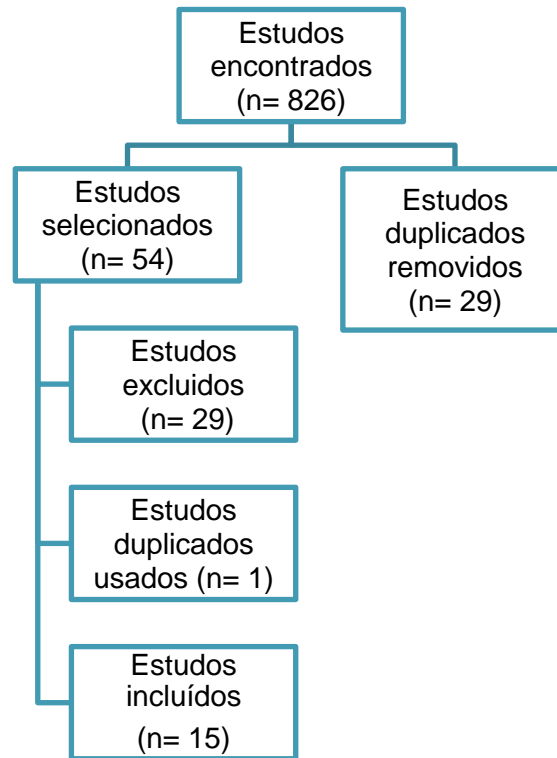 Estudos
encontrados
(n= 826)
Estudos
selecionados
(n= 54)
Estudos
duplicados
removidos
(n= 29)
Estudos
excluidos
(n= 29)
Estudos
duplicados
usados (n= 1)
Estudos
incluídos
(n= 15)